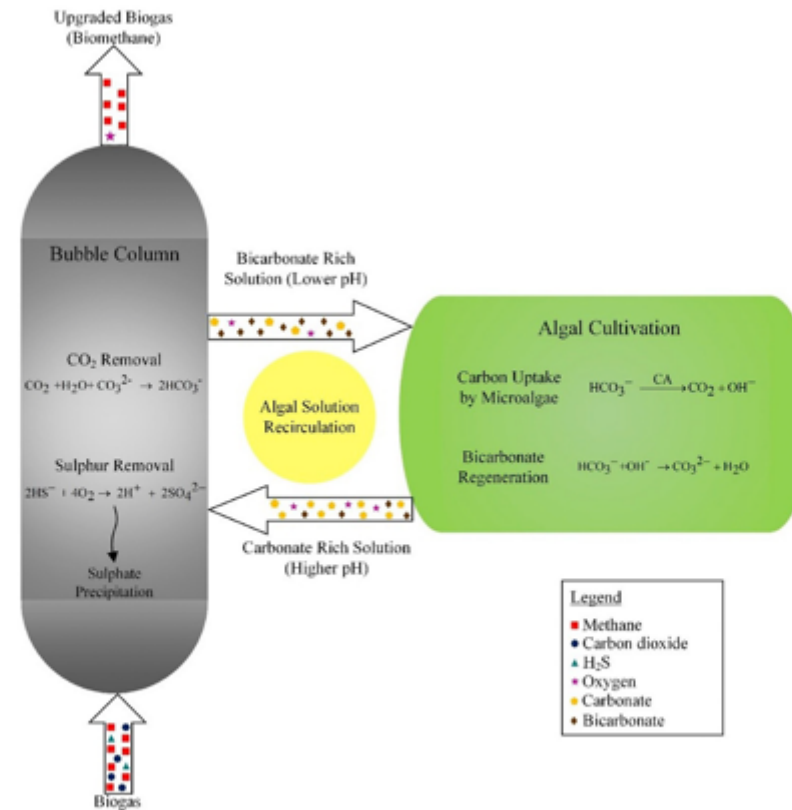 Upgraded Biogas
(Biomethane)
Bubble Column
CO₂ Removal
CO₂ +H₂O+ CO₃²⁻ → 2HCO₃⁻
Sulphur Removal
2HS⁻ + 4O₂ → 2H⁺ + 2SO₄²⁻
Sulphate
Precipitation
Biogas
Bicarbonate Rich
Solution (Lower pH)
Algal Solution
Recirculation
Carbonate Rich Solution
(Higher pH)
Algal Cultivation
Carbon Uptake
by Microalgae
HCO₃⁻ CA → CO₂ + OH⁻
Bicarbonate
Regeneration
HCO₃⁻ +OH⁻ → CO₃²⁻ + H₂O
Legend
Methane
Carbon dioxide
H₂S
Oxygen
Carbonate
Bicarbonate